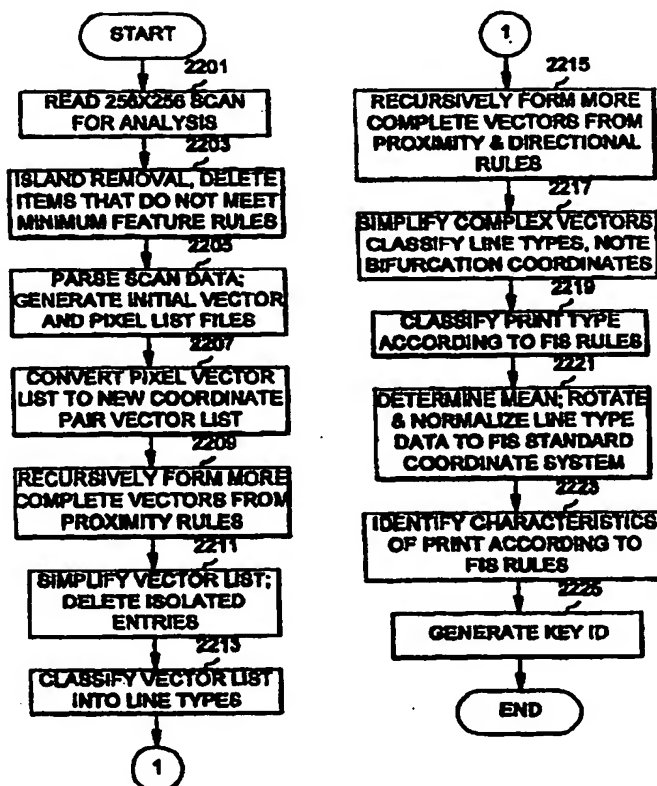 START
2201
READ 256X256 SCAN
FOR ANALYSIS
2203
ISLAND REMOVAL, DELETE
ITEMS THAT DO NOT MEET
MINIMUM FEATURE RULES
2205
PARSE SCAN DATA;
GENERATE INITIAL VECTOR
AND PIXEL LIST FILES
2207
CONVERT PIXEL VECTOR
LIST TO NEW COORDINATE
PAIR VECTOR LIST
2209
RECURSIVELY FORM MORE
COMPLETE VECTORS FROM
PROXIMITY RULES
2211
SIMPLIFY VECTOR LIST;
DELETE ISOLATED
ENTRIES
2213
CLASSIFY VECTOR LIST
INTO LINE TYPES
1
1
2215
RECURSIVELY FORM MORE
COMPLETE VECTORS FROM
PROXIMITY & DIRECTIONAL
RULES
2217
SIMPLIFY COMPLEX VECTORS,
CLASSIFY LINE TYPES, NOTE
BIFURCATION COORDINATES
2219
CLASSIFY PRINT TYPE
ACCORDING TO FIS RULES
2221
DETERMINE MEAN; ROTATE
& NORMALIZE LINE TYPE
DATA TO FIS STANDARD
COORDINATE SYSTEM
2223
IDENTIFY CHARACTERISTICS
OF PRINT ACCORDING TO
FIS RULES
2225
GENERATE KEY ID
END